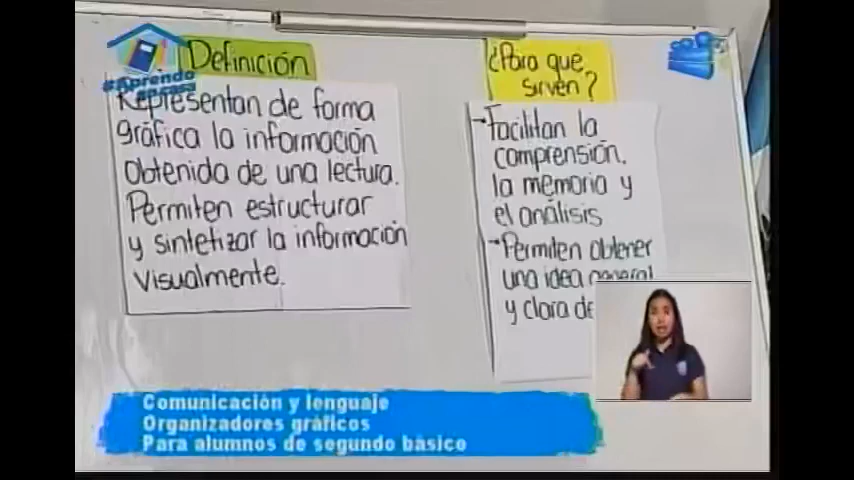 #Aprendo
en casa
Definición
Representan de forma
gráfica la información
obtenida de una lectura.
Permiten estructurar
y sintetizar la información
visualmente.
¿Para que
sirven?
→Facilitan la
comprensión,
la memoria y
el análisis
→Permiten obtener
una idea general
y clara de
Comunicación y lenguaje
Organizadores gráficos
Para alumnos de segundo básico